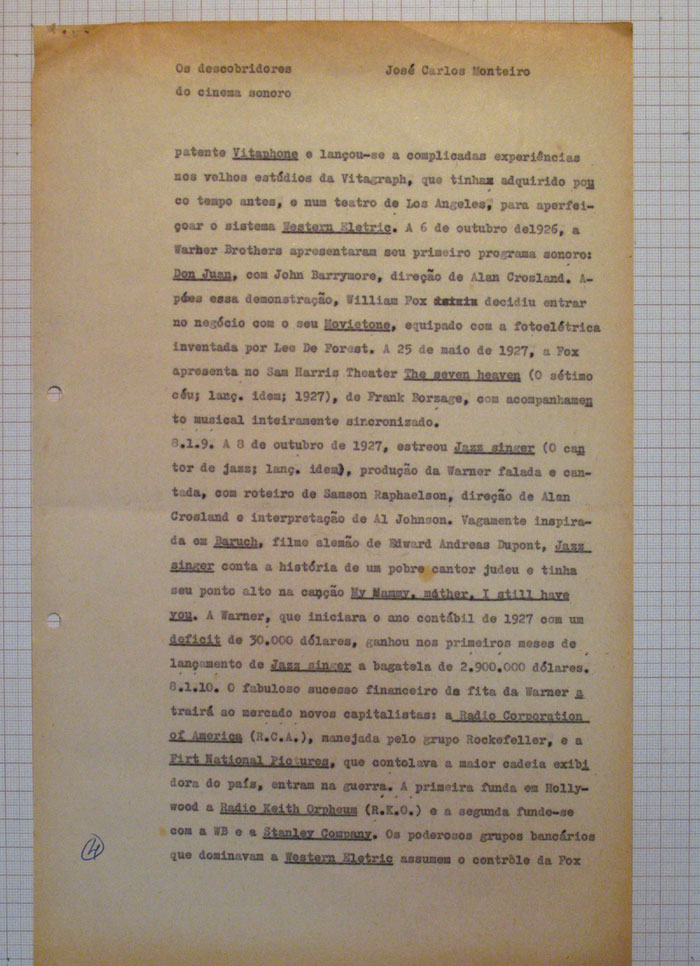 Os descobridores José Carlos Monteiro
do cinema sonoro
patente Vitaphone e lançou-se a complicadas experiências
nos velhos estúdios da Vitagraph, que tinham adquirido pou
co tempo antes, e num teatro de Los Angeles, para aperfei-
çoar o sistema Western Eletric. A 6 de outubro de1926, a
Warner Brothers apresentaram seu primeiro programa sonoro:
Don Juan, com John Barrymore, direção de Alan Crosland. A-
pós essa demonstração, William Fox decidiu entrar
no negócio com o seu Movietone, equipado com a fotoelétrica
inventada por Lee De Forest. A 25 de maio de 1927, a Fox
apresenta no Sam Harris Theater The seven heaven (O sétimo
céu; lanç. idem; 1927), de Frank Borzage, com acompanhamen
to musical inteiramente sincronizado.
8.1.9. A 8 de outubro de 1927, estreou Jazz singer (O can
tor de jazz; lanç. idem), produção da Warner falada e can-
tada, com roteiro de Samson Raphaelson, direção de Alan
Crosland e interpretação de Al Johnson. Vagamente inspira-
da em Baruch, filme alemão de Edward Andreas Dupont, Jazz
singer conta a história de um pobre cantor judeu e tinha
seu ponto alto na canção My Mammy, mother, I still have
you. A Warner, que iniciara o ano contábil de 1927 com um
deficit de 30.000 dólares, ganhou nos primeiros meses de
lançamento de Jazz singer a bagatela de 2.900.000 dólares.
8.1.10. O fabuloso sucesso financeiro da fita da Warner a
trairá ao mercado novos capitalistas: a Radio Corporation
of America (R.C.A.), manejada pelo grupo Rockefeller, e a
Firt National Pictures, que contolava a maior cadeia exibi
dora do país, entram na guerra. A primeira funda em Holly-
wood a Radio Keith Orpheum (R.K.O.) e a segunda funde-se
com a WB e a Stanley Company. Os poderosos grupos bancários
que dominavam a Western Eletric assumem o contrôle da Fox
4